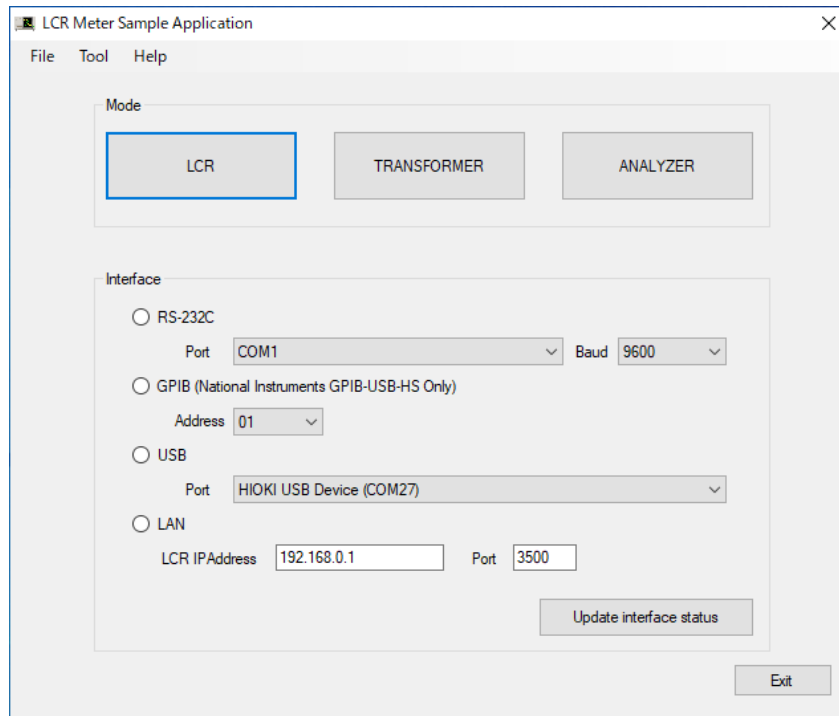 LCR Meter Sample Application
File Tool Help
Mode
LCR TRANSFORMER ANALYZER
Interface
RS-232C
Port COM1 Baud 9600
GPIB (National Instruments GPIB-USB-HS Only)
Address 01
USB
Port HIOKI USB Device (COM27)
LAN
LCR IPAddress 192.168.0.1 Port 3500
Update interface status
Exit